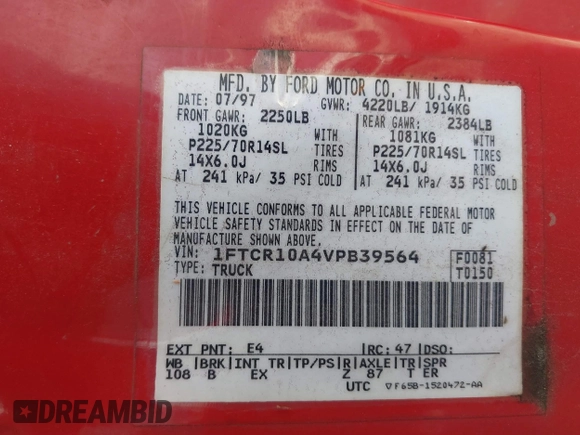 MFD. BY FORD MOTOR CO. IN U.S.A.
DATE: 07/97 GVWR: 4220LB/ 1914KG
FRONT GAWR: 2250LB REAR GAWR: 2384LB
1020KG WITH 1081KG WITH
P225/70R14SL TIRES P225/70R14SL TIRES
14X6.0J RIMS 14X6.0J RIMS
AT 241 kPa/ 35 PSI COLD AT 241 kPa/ 35 PSI COLD
THIS VEHICLE CONFORMS TO ALL APPLICABLE FEDERAL MOTOR
VEHICLE SAFETY STANDARDS IN EFFECT ON THE DATE OF
MANUFACTURE SHOWN ABOVE.
VIN: 1FTCR10A4VPB39564 F0081
TYPE: TRUCK T0150
EXT PNT: E4 RC: 47 DSO:
WB BRK INT TR TP/PS R AXLE TR SPR
108 B EX Z 87 T ER
UTC F65B-1520472-AA
DREAMBID